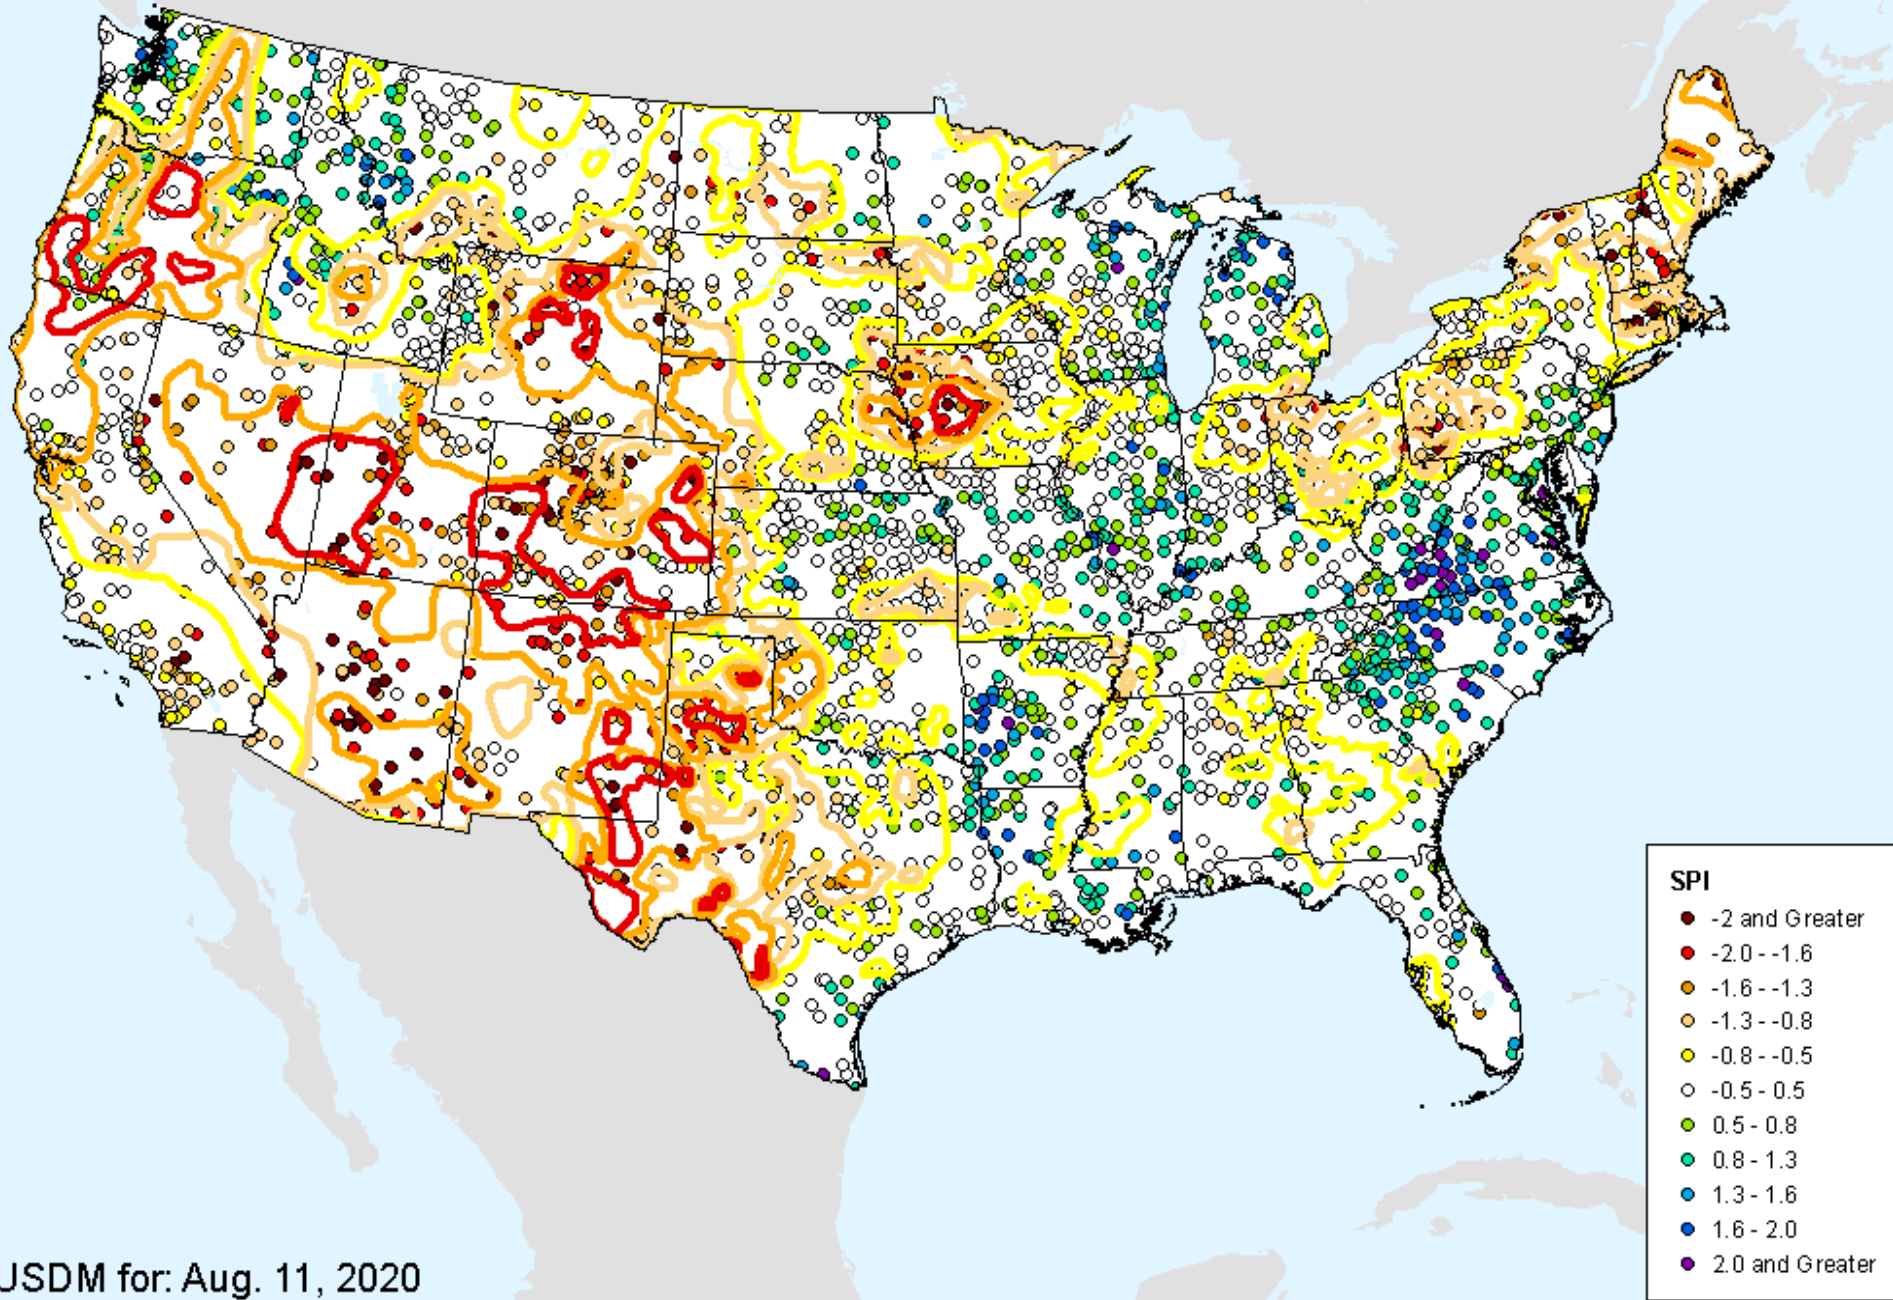 SPI
-2 and Greater
-2.0 - -1.6
-1.6 - -1.3
-1.3 - -0.8
-0.8 - -0.5
-0.5 - 0.5
0.5 - 0.8
0.8 - 1.3
1.3 - 1.6
1.6 - 2.0
2.0 and Greater
USDM for: Aug. 11, 2020